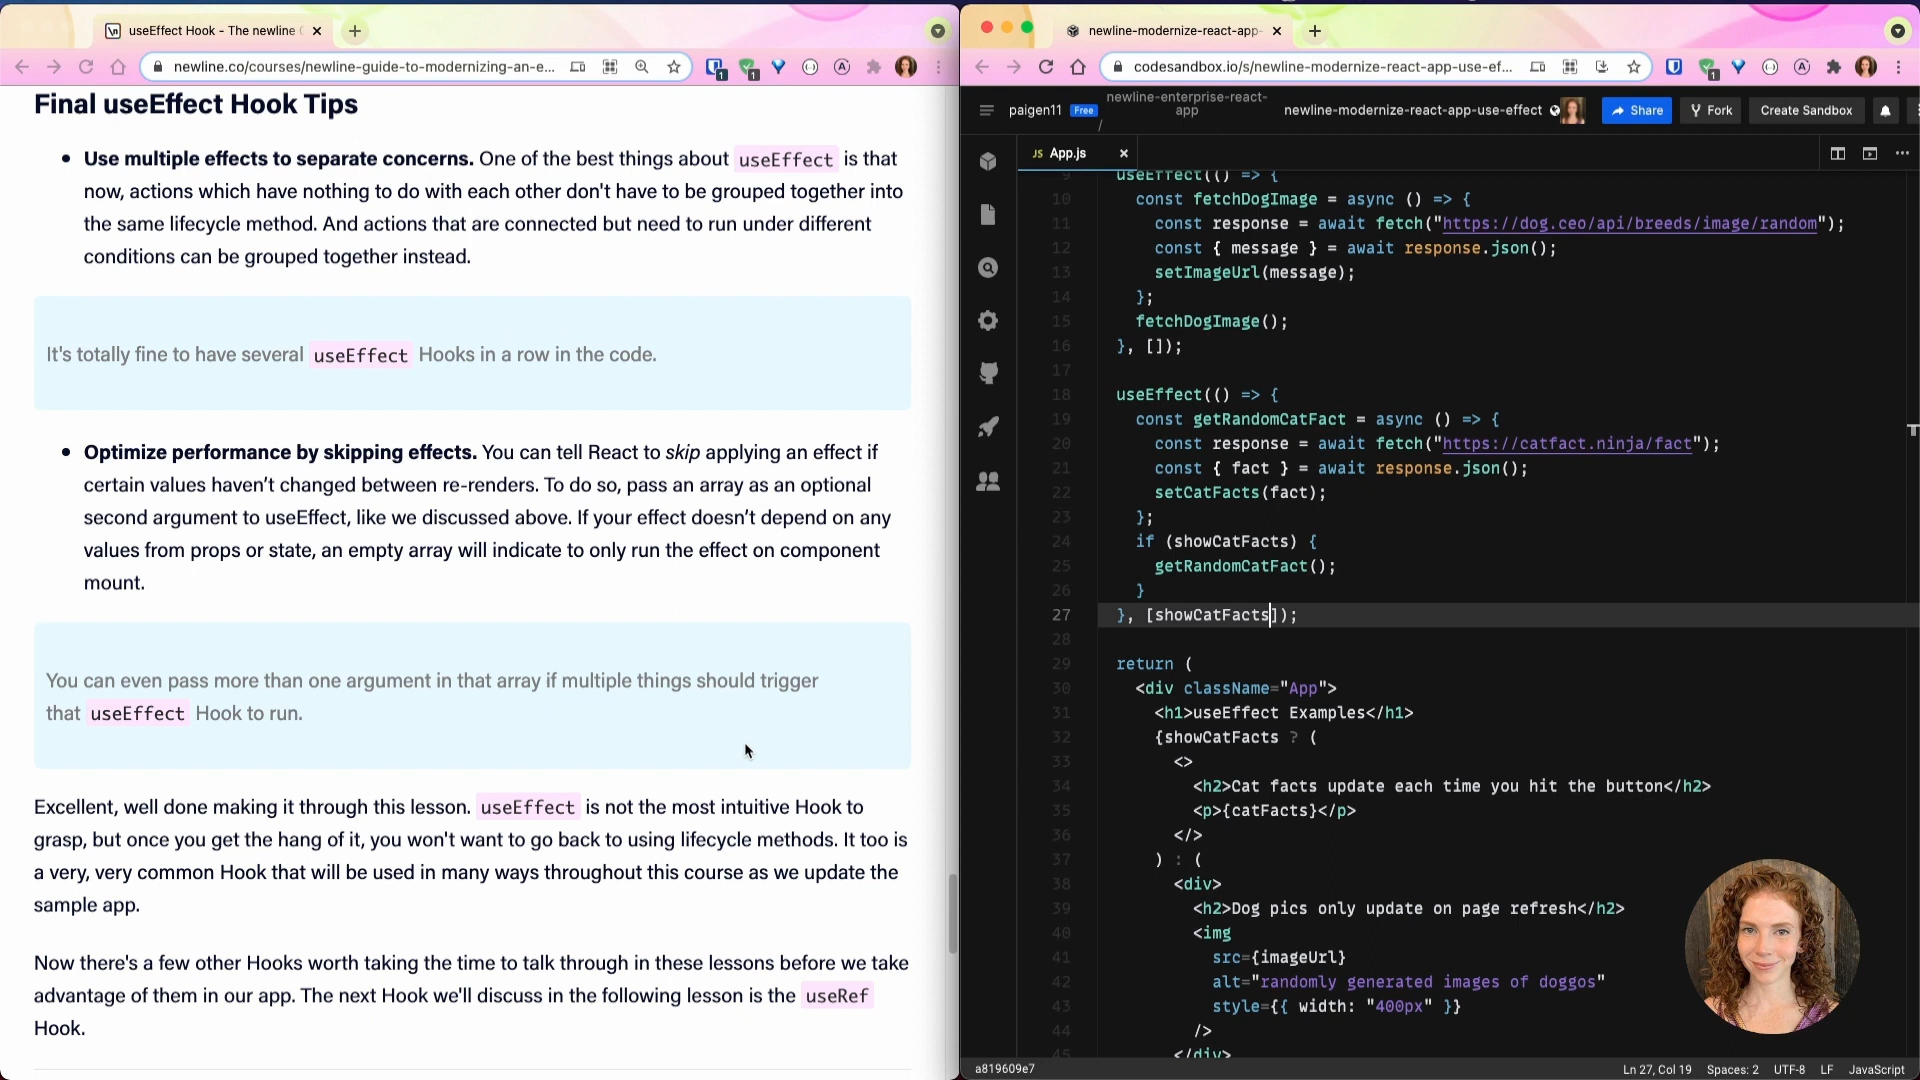 useEffect Hook - The newline
newline.co/courses/newline-guide-to-modernizing-an-e...
Final useEffect Hook Tips
Use multiple effects to separate concerns. One of the best things about useEffect is that
now, actions which have nothing to do with each other don't have to be grouped together into
the same lifecycle method. And actions that are connected but need to run under different
conditions can be grouped together instead.
It's totally fine to have several useEffect Hooks in a row in the code.
Optimize performance by skipping effects. You can tell React to skip applying an effect if
certain values haven’t changed between re-renders. To do so, pass an array as an optional
second argument to useEffect, like we discussed above. If your effect doesn’t depend on any
values from props or state, an empty array will indicate to only run the effect on component
mount.
You can even pass more than one argument in that array if multiple things should trigger
that useEffect Hook to run.
Excellent, well done making it through this lesson. useEffect is not the most intuitive Hook to
grasp, but once you get the hang of it, you won't want to go back to using lifecycle methods. It too is
a very, very common Hook that will be used in many ways throughout this course as we update the
sample app.
Now there's a few other Hooks worth taking the time to talk through in these lessons before we take
advantage of them in our app. The next Hook we'll discuss in the following lesson is the useRef
Hook.
newline-modernize-react-app-
codesandbox.io/s/newline-modernize-react-app-use-ef...
paigen11 Free newline-enterprise-react-
app
/
newline-modernize-react-app-use-effect Share Fork Create Sandbox
JS App.js
9 useEffect(() => {
10 const fetchDogImage = async () => {
11 const response = await fetch("https://dog.ceo/api/breeds/image/random");
12 const { message } = await response.json();
13 setImageUrl(message);
14 };
15 fetchDogImage();
16 }, []);
17
18 useEffect(() => {
19 const getRandomCatFact = async () => {
20 const response = await fetch("https://catfact.ninja/fact");
21 const { fact } = await response.json();
22 setCatFacts(fact);
23 };
24 if (showCatFacts) {
25 getRandomCatFact();
26 }
27 }, [showCatFacts]);
28
29 return (
30 <div className="App">
31 <h1>useEffect Examples</h1>
32 {showCatFacts ? (
33 <>
34 <h2>Cat facts update each time you hit the button</h2>
35 <p>{catFacts}</p>
36 </>
37 ) : (
38 <div>
39 <h2>Dog pics only update on page refresh</h2>
40 <img
41 src={imageUrl}
42 alt="randomly generated images of doggos"
43 style={{ width: "400px" }}
44 />
45 </div>
a819609e7 Ln 27, Col 19 Spaces: 2 UTF-8 LF JavaScript